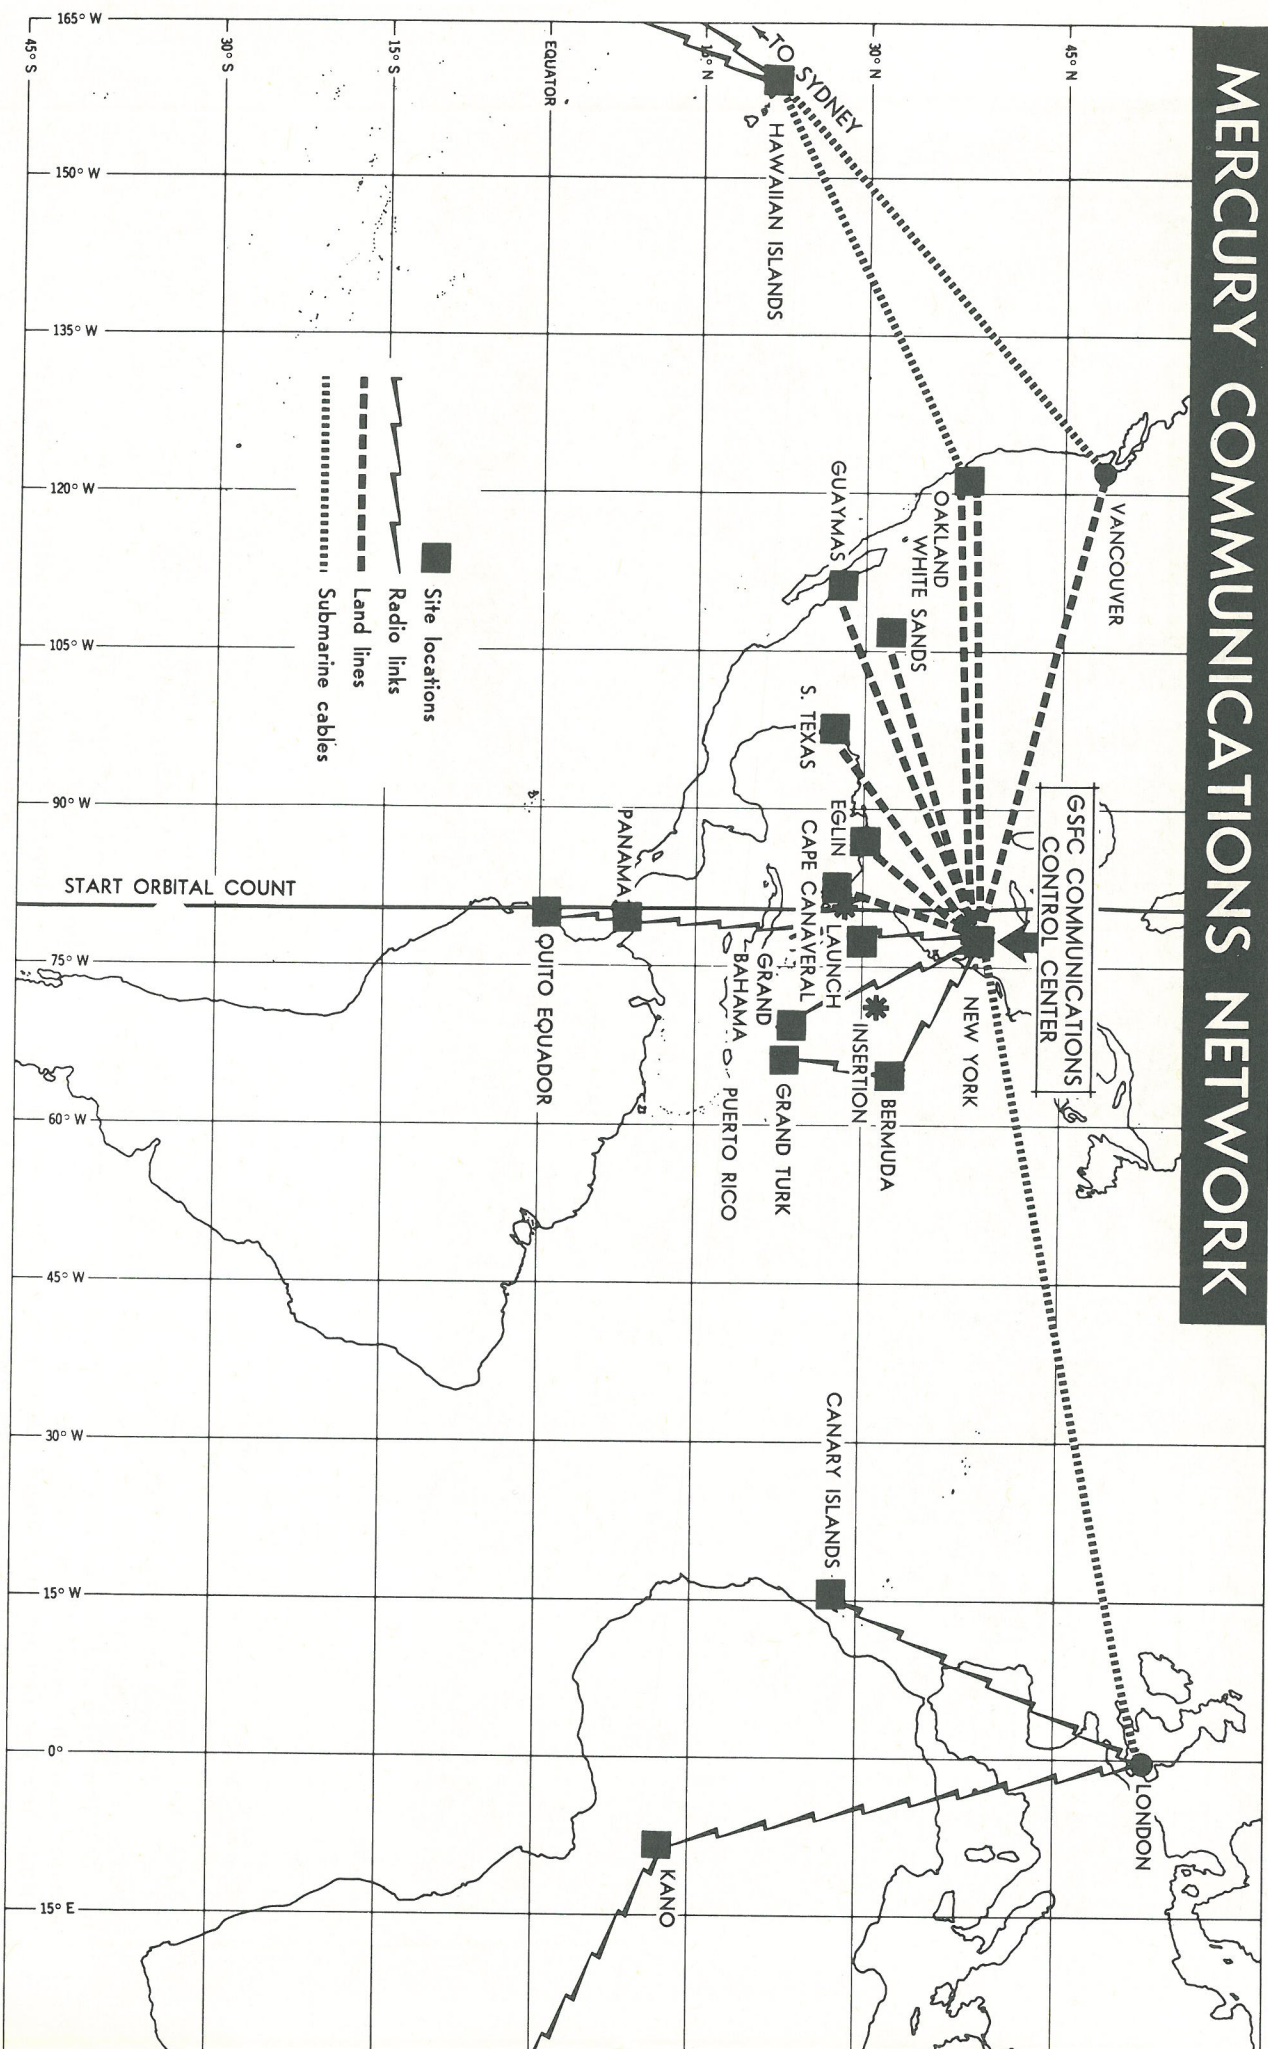 MERCURY COMMUNICATIONS NETWORK
165° W
150° W
135° W
120° W
105° W
90° W
75° W
60° W
45° W
30° W
15° W
0°
15° E
45° N
30° N
15° N
EQUATOR
15° S
30° S
45° S
TO SYDNEY
HAWAIIAN ISLANDS
VANCOUVER
OAKLAND
WHITE SANDS
GUAYMAS
S. TEXAS
EGLIN
CAPE CANAVERAL
LAUNCH
GSFC COMMUNICATIONS
CONTROL CENTER
NEW YORK
INSERTION
BERMUDA
GRAND
BAHAMA
GRAND TURK
PUERTO RICO
PANAMA
QUITO EQUADOR
START ORBITAL COUNT
CANARY ISLANDS
LONDON
KANO
Site locations
Radio links
Land lines
Submarine cables